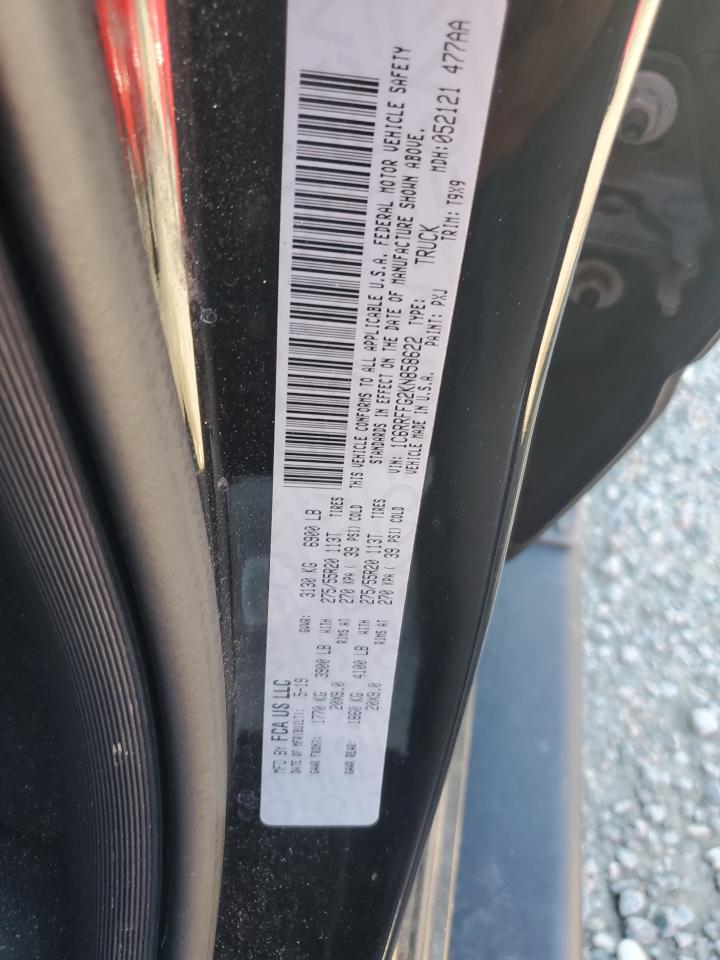 MFD BY FCA US LLC
DATE OF MFR(BUILT): 5-19 GVWR: 3130 KG 6900 LB
GAWR FRONT: 1770 KG 3900 LB WITH 275/55R20 113T TIRES
20X9.0 RIMS AT 270 KPA ( 39 PSI) COLD
GAWR REAR: 1860 KG 4100 LB WITH 275/55R20 113T TIRES
20X9.0 RIMS AT 270 KPA ( 39 PSI) COLD
THIS VEHICLE CONFORMS TO ALL APPLICABLE U.S.A. FEDERAL MOTOR VEHICLE SAFETY
STANDARDS IN EFFECT ON THE DATE OF MANUFACTURE SHOWN ABOVE.
VIN: 1C6RRFFG2KN858622 TYPE: TRUCK MDH:052121 477AA
VEHICLE MADE IN U.S.A. PAINT: PXJ TRIM: T9X9